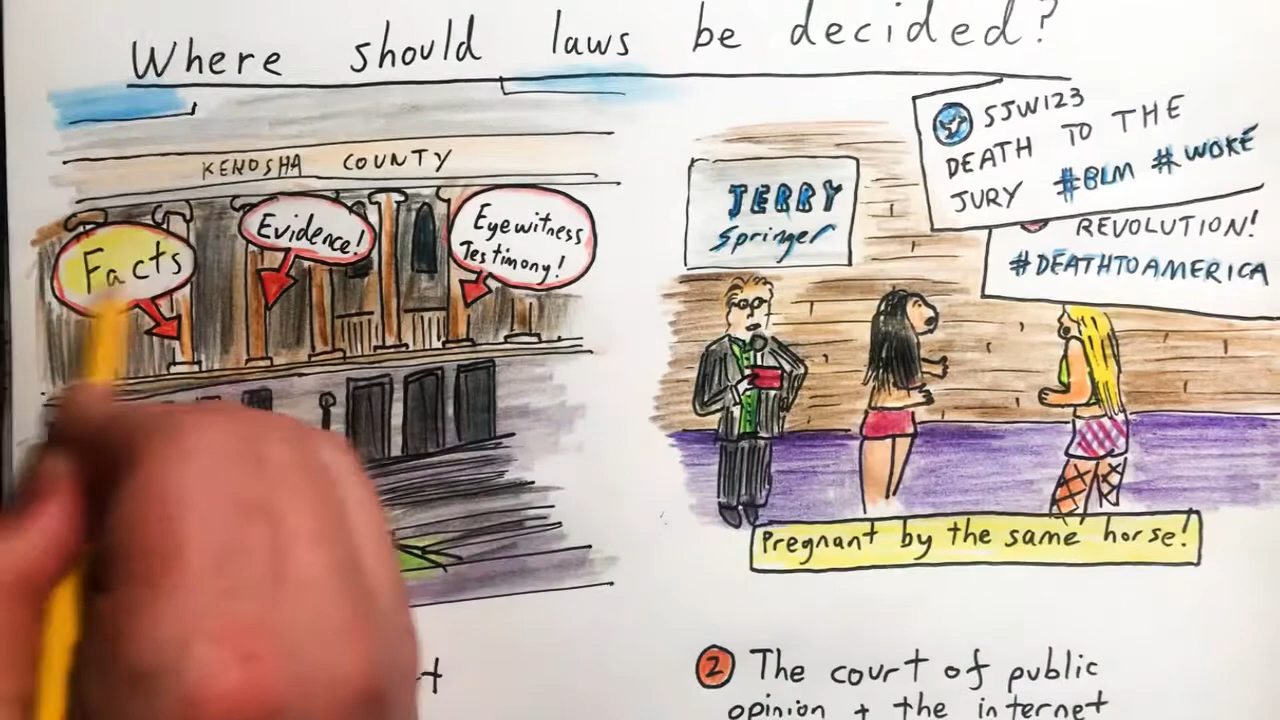 Where should laws be decided?
KENOSHA COUNTY
Facts
Evidence!
Eyewitness
Testimony!
JERRY
Springer
SJW123
DEATH TO THE
JURY #BLM #WOKE
REVOLUTION!
#DEATHTOAMERICA
Pregnant by the same horse!
2 The court of public
opinion + the internet